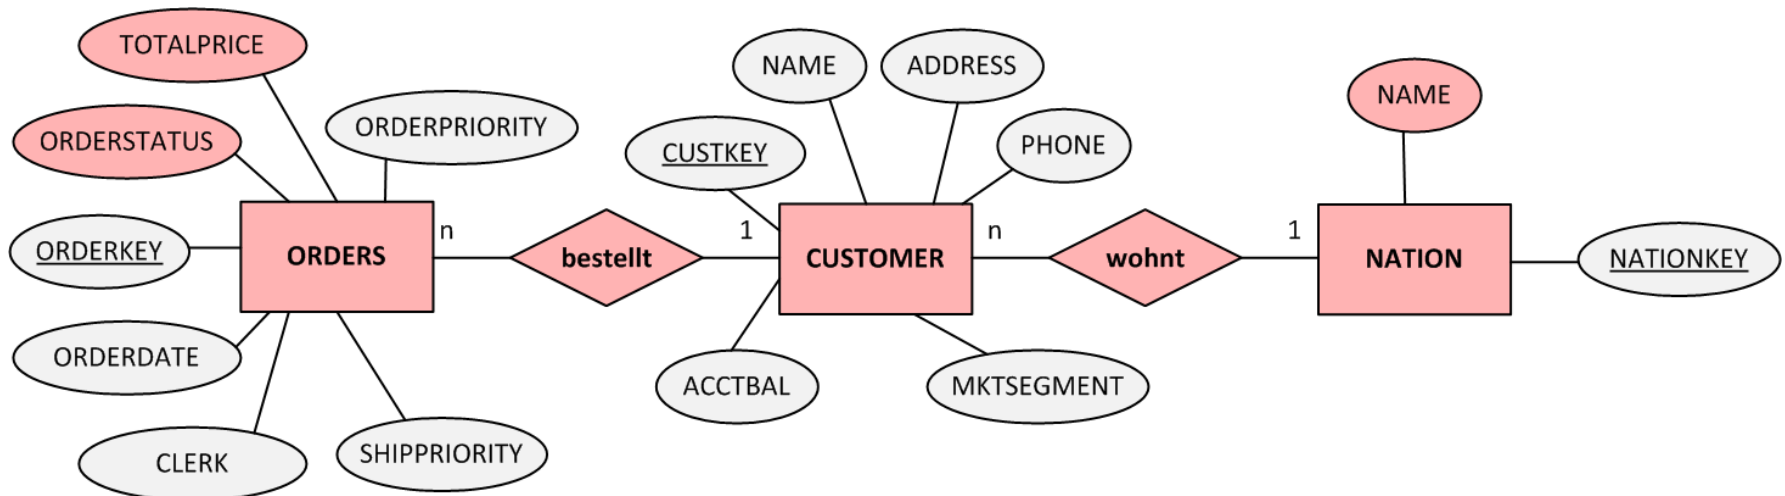 TOTALPRICE
ORDERSTATUS
ORDERPRIORITY
ORDERKEY
ORDERS
ORDERDATE
CLERK
SHIPPRIORITY
n
bestellt
1
NAME
ADDRESS
CUSTKEY
PHONE
CUSTOMER
ACCTBAL
MKTSEGMENT
n
wohnt
1
NAME
NATION
NATIONKEY